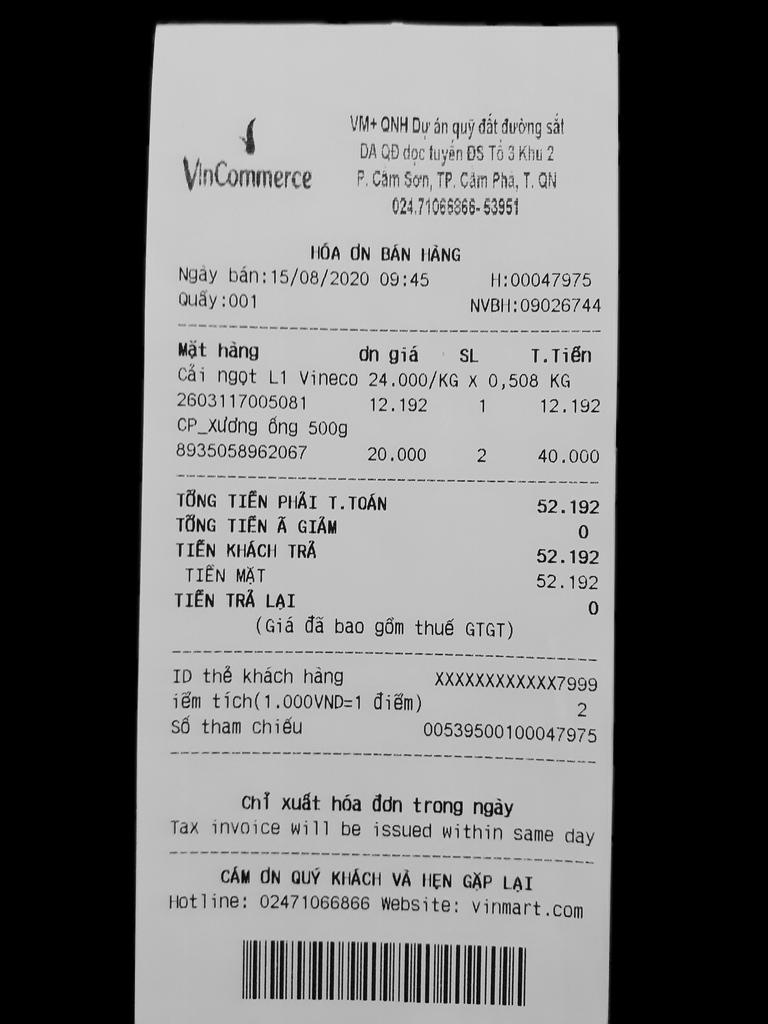 VinCommerce
VM+ QNH Dự án quỹ đất đường sắt
DA QĐ dọc tuyến ĐS Tổ 3 Khu 2
P. Cẩm Sơn, TP. Cẩm Phả, T. QN
024.71066866-53951
HÓA ƠN BÁN HÀNG
Ngày bán:15/08/2020 09:45 H:00047975
Quầy:001 NVBH:09026744
Mặt hàng ơn giá SL T.Tiền
Cải ngọt L1 Vineco 24.000/KG X 0,508 KG
2603117005081 12.192 1 12.192
CP_Xương ống 500g
8935058962067 20.000 2 40.000
TỔNG TIỀN PHẢI T.TOÁN 52.192
TỔNG TIỀN Ã GIẢM 0
TIỀN KHÁCH TRẢ 52.192
TIỀN MẶT 52.192
TIỀN TRẢ LẠI 0
(Giá đã bao gồm thuế GTGT)
ID thẻ khách hàng XXXXXXXXXXXX7999
iểm tích(1.000VND=1 điểm) 2
Số tham chiếu 00539500100047975
Chỉ xuất hóa đơn trong ngày
Tax invoice will be issued within same day
CÁM ƠN QUÝ KHÁCH VÀ HẸN GẶP LẠI
Hotline: 02471066866 Website: vinmart.com